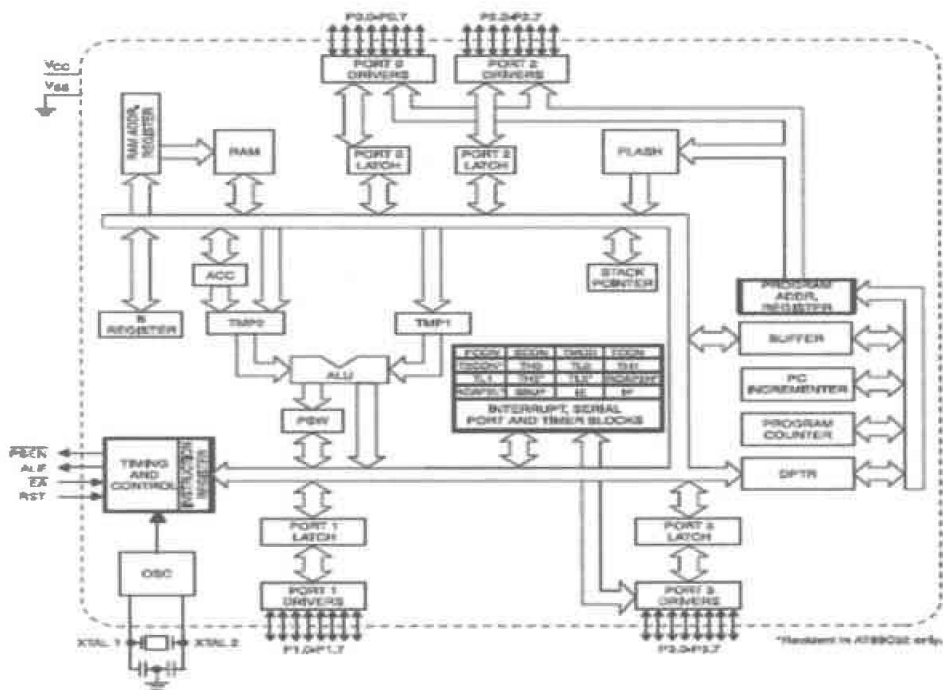 P0.0-P0.7
P2.0-P2.7
VCC
VSS
PORT 0
DRIVERS
PORT 2
DRIVERS
RAM ADDR.
REGISTER
RAM
PORT 0
LATCH
PORT 2
LATCH
FLASH
B
REGISTER
ACC
STACK
POINTER
PROGRAM
ADDR.
REGISTER
TMP2
TMP1
BUFFER
ALU
PCON SCON TMOD TCON
T2CON* TH0 TL0 TH1
TL1 TH2* TL2*
SBUF IE IP
INTERRUPT, SERIAL
PORT AND TIMER BLOCKS
PC
INCREMENTER
PSW
PROGRAM
COUNTER
PSEN
ALE
EA
RST
TIMING
AND
CONTROL
INSTRUCTION
REGISTER
DPTR
PORT 1
LATCH
PORT 3
LATCH
OSC
PORT 1
DRIVERS
PORT 3
DRIVERS
XTAL 1
XTAL 2
P1.0-P1.7
P3.0-P3.7
*Resident in AT89C52 only.